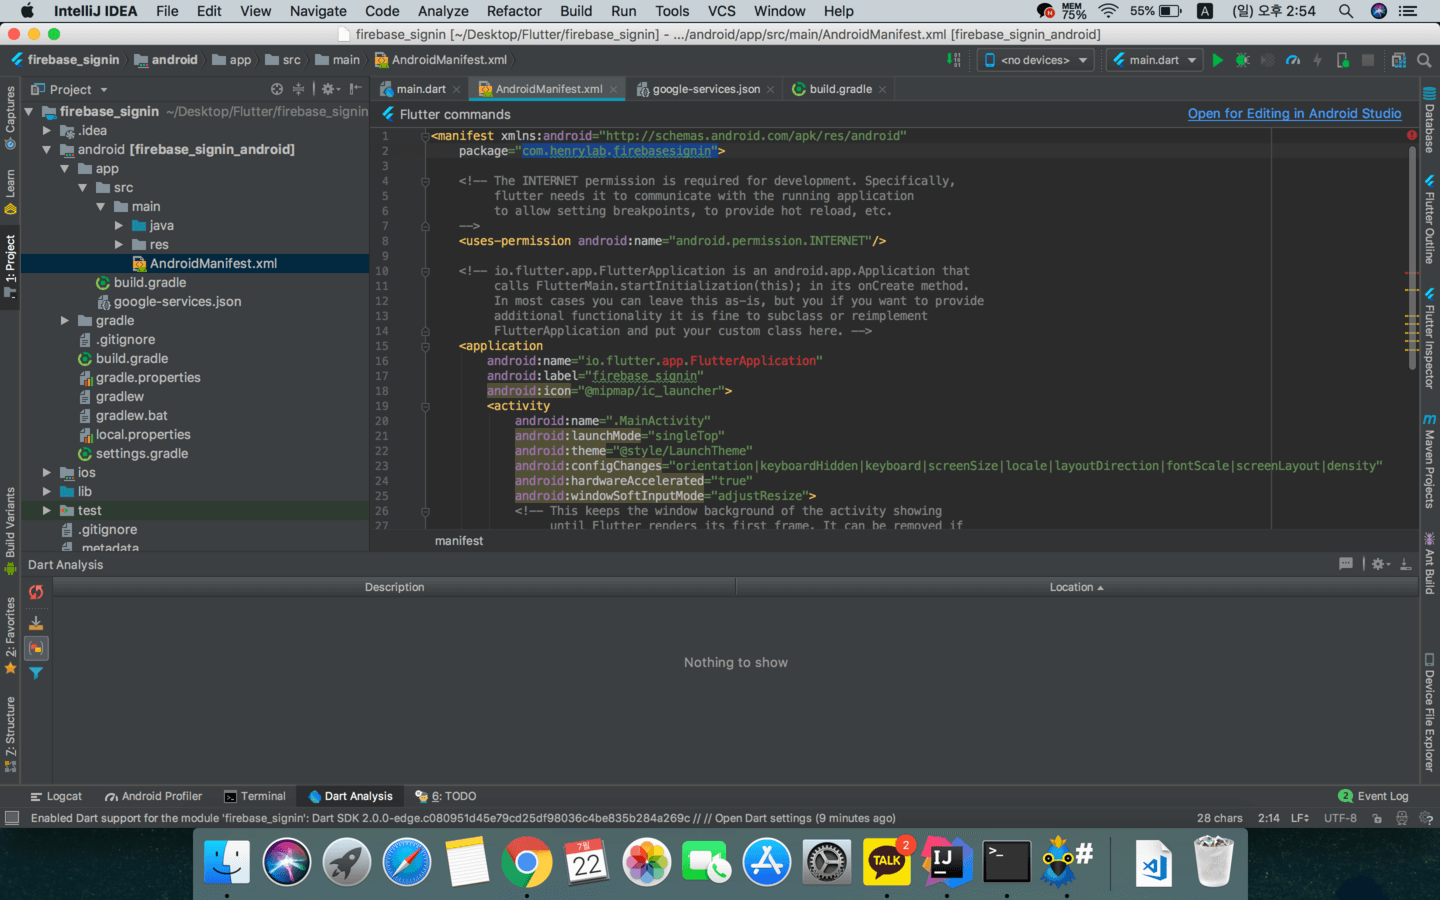 IntelliJ IDEA File Edit View Navigate Code Analyze Refactor Build Run Tools VCS Window Help MEM 75% 55% A (일) 오후 2:54
firebase_signin [~/Desktop/Flutter/firebase_signin] - .../android/app/src/main/AndroidManifest.xml [firebase_signin_android]
firebase_signin android app src main AndroidManifest.xml <no devices> main.dart
Project main.dart AndroidManifest.xml google-services.json build.gradle
Flutter commands Open for Editing in Android Studio
firebase_signin ~/Desktop/Flutter/firebase_signin
.idea
android [firebase_signin_android]
app
src
main
java
res
AndroidManifest.xml
build.gradle
google-services.json
gradle
.gitignore
build.gradle
gradle.properties
gradlew
gradlew.bat
local.properties
settings.gradle
ios
lib
test
.gitignore
.metadata
1 <manifest xmlns:android="http://schemas.android.com/apk/res/android"
2 package="com.henrylab.firebasesignin">
3
4 <!-- The INTERNET permission is required for development. Specifically,
5 flutter needs it to communicate with the running application
6 to allow setting breakpoints, to provide hot reload, etc.
7 -->
8 <uses-permission android:name="android.permission.INTERNET"/>
9
10 <!-- io.flutter.app.FlutterApplication is an android.app.Application that
11 calls FlutterMain.startInitialization(this); in its onCreate method.
12 In most cases you can leave this as-is, but you if you want to provide
13 additional functionality it is fine to subclass or reimplement
14 FlutterApplication and put your custom class here. -->
15 <application
16 android:name="io.flutter.app.FlutterApplication"
17 android:label="firebase_signin"
18 android:icon="@mipmap/ic_launcher">
19 <activity
20 android:name=".MainActivity"
21 android:launchMode="singleTop"
22 android:theme="@style/LaunchTheme"
23 android:configChanges="orientation|keyboardHidden|keyboard|screenSize|locale|layoutDirection|fontScale|screenLayout|density"
24 android:hardwareAccelerated="true"
25 android:windowSoftInputMode="adjustResize">
26 <!-- This keeps the window background of the activity showing
27 until Flutter renders its first frame. It can be removed if
manifest
Captures
Learn
1: Project
Build Variants
2: Favorites
7: Structure
Database
Flutter Outline
Flutter Inspector
Maven Projects
Ant Build
Device File Explorer
Dart Analysis
Description Location
Nothing to show
Logcat Android Profiler Terminal Dart Analysis 6: TODO 2 Event Log
Enabled Dart support for the module 'firebase_signin': Dart SDK 2.0.0-edge.c080951d45e79cd25df98036c4be835b284a269c // // Open Dart settings (9 minutes ago) 28 chars 2:14 LF UTF-8
7월
22
TALK
2
IJ
>_
#